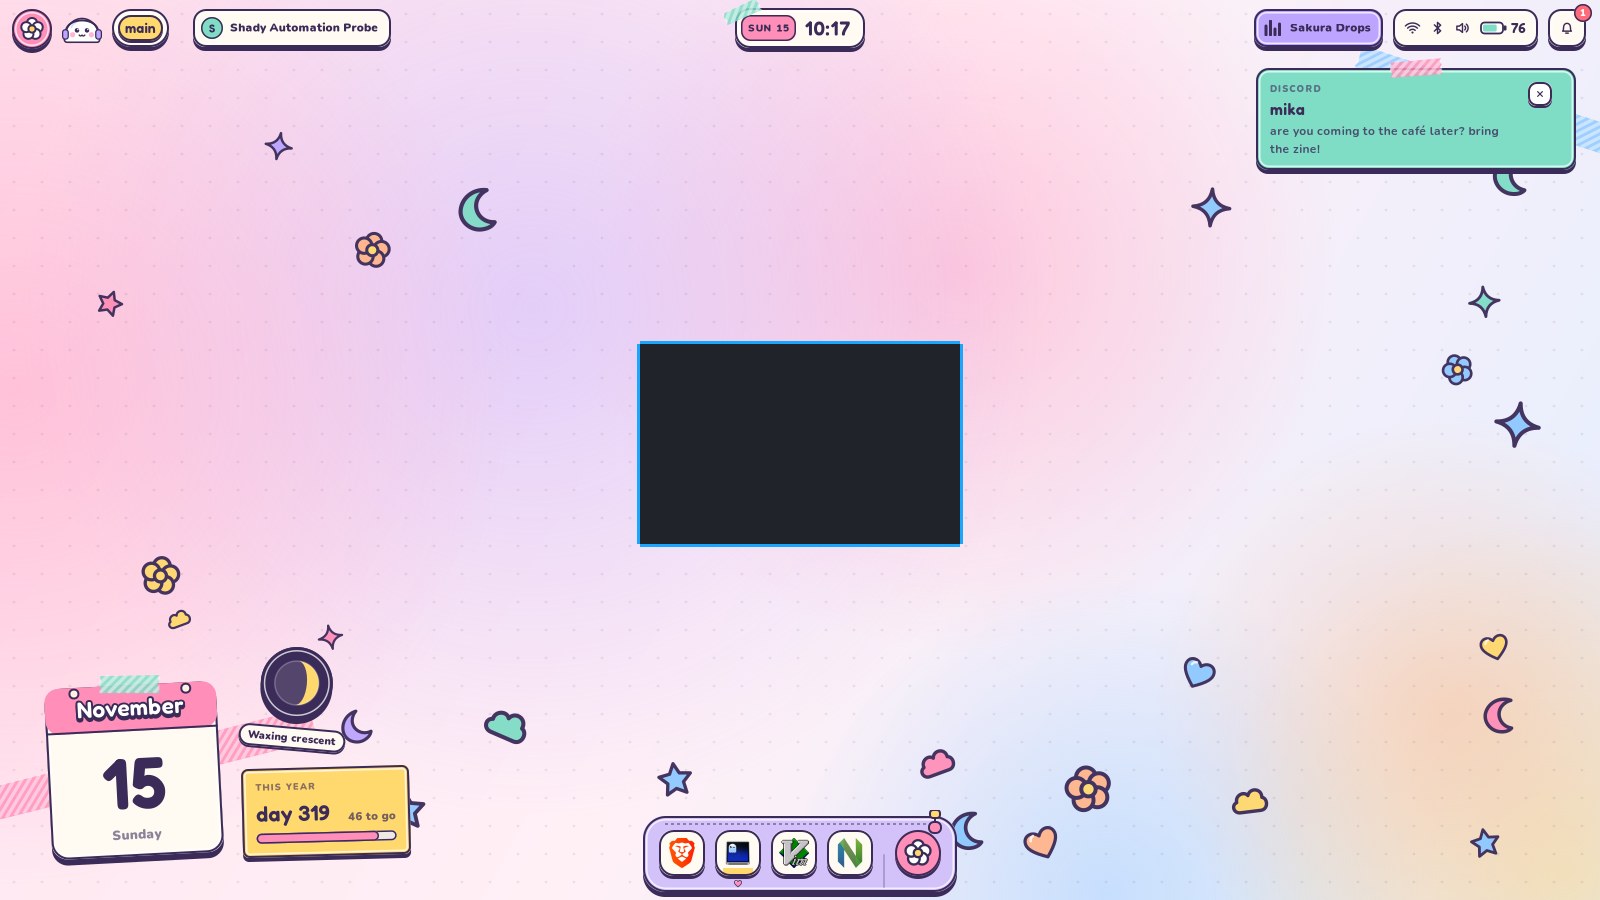 main
S
Shady Automation Probe
SUN 15
10:17
Sakura Drops
76
1
DISCORD
mika
are you coming to the café later? bring
the zine!
November
15
Sunday
Waxing crescent
THIS YEAR
day 319
46 to go
Vim